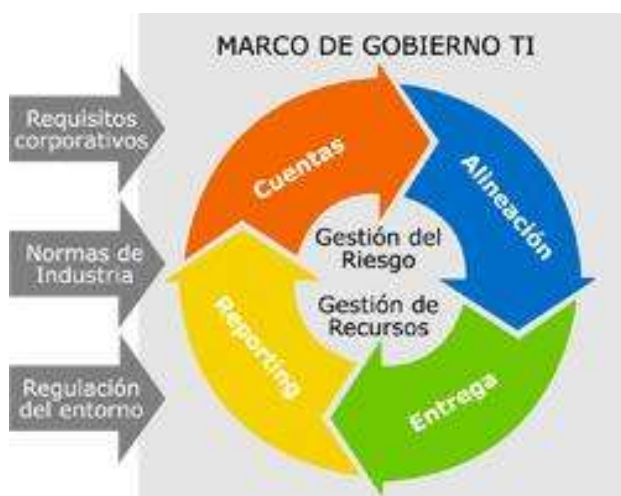 MARCO DE GOBIERNO TI
Requisitos
corporativos
Normas de
Industria
Regulación
del entorno
Cuentas
Alineación
Gestión del
Riesgo
Gestión de
Recursos
Reporting
Entrega